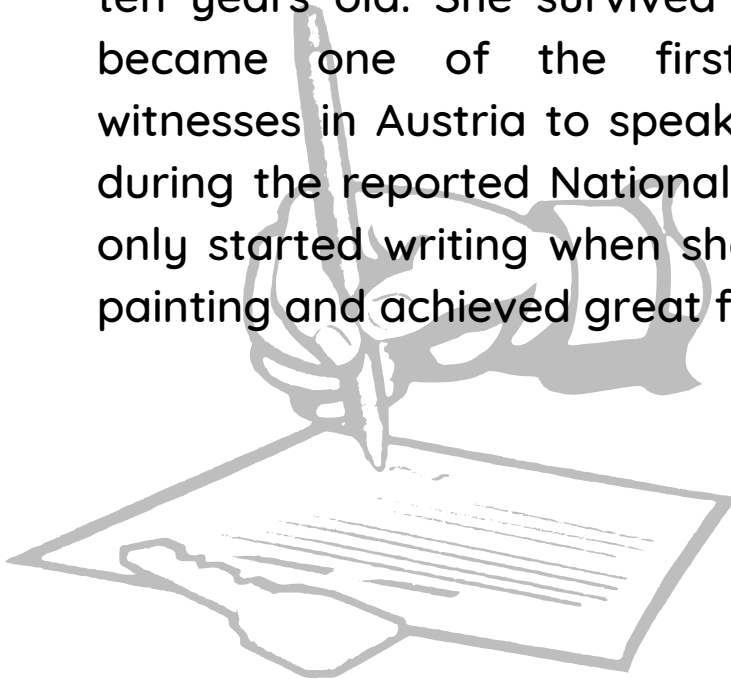 ten years old. She survived
became one of the first
witnesses in Austria to speak
during the reported National
only started writing when she
painting and achieved great f